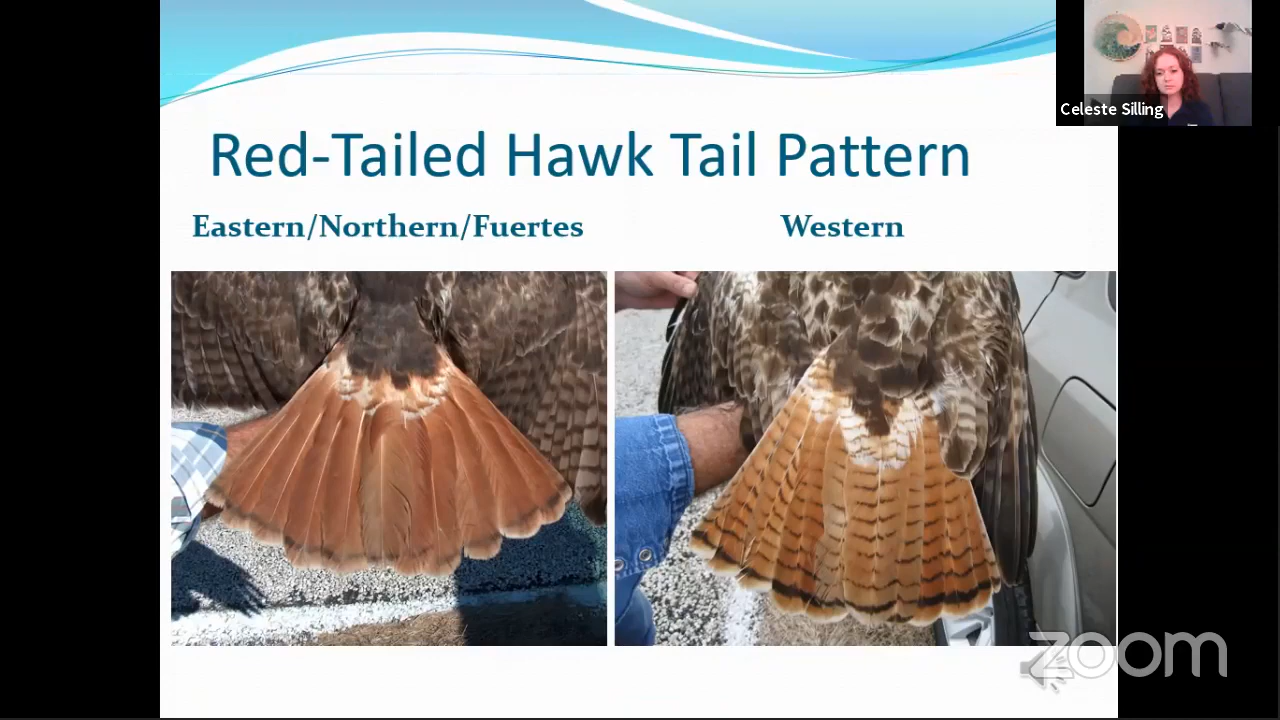 Celeste Silling
Red-Tailed Hawk Tail Pattern
Eastern/Northern/Fuertes
Western
zoom